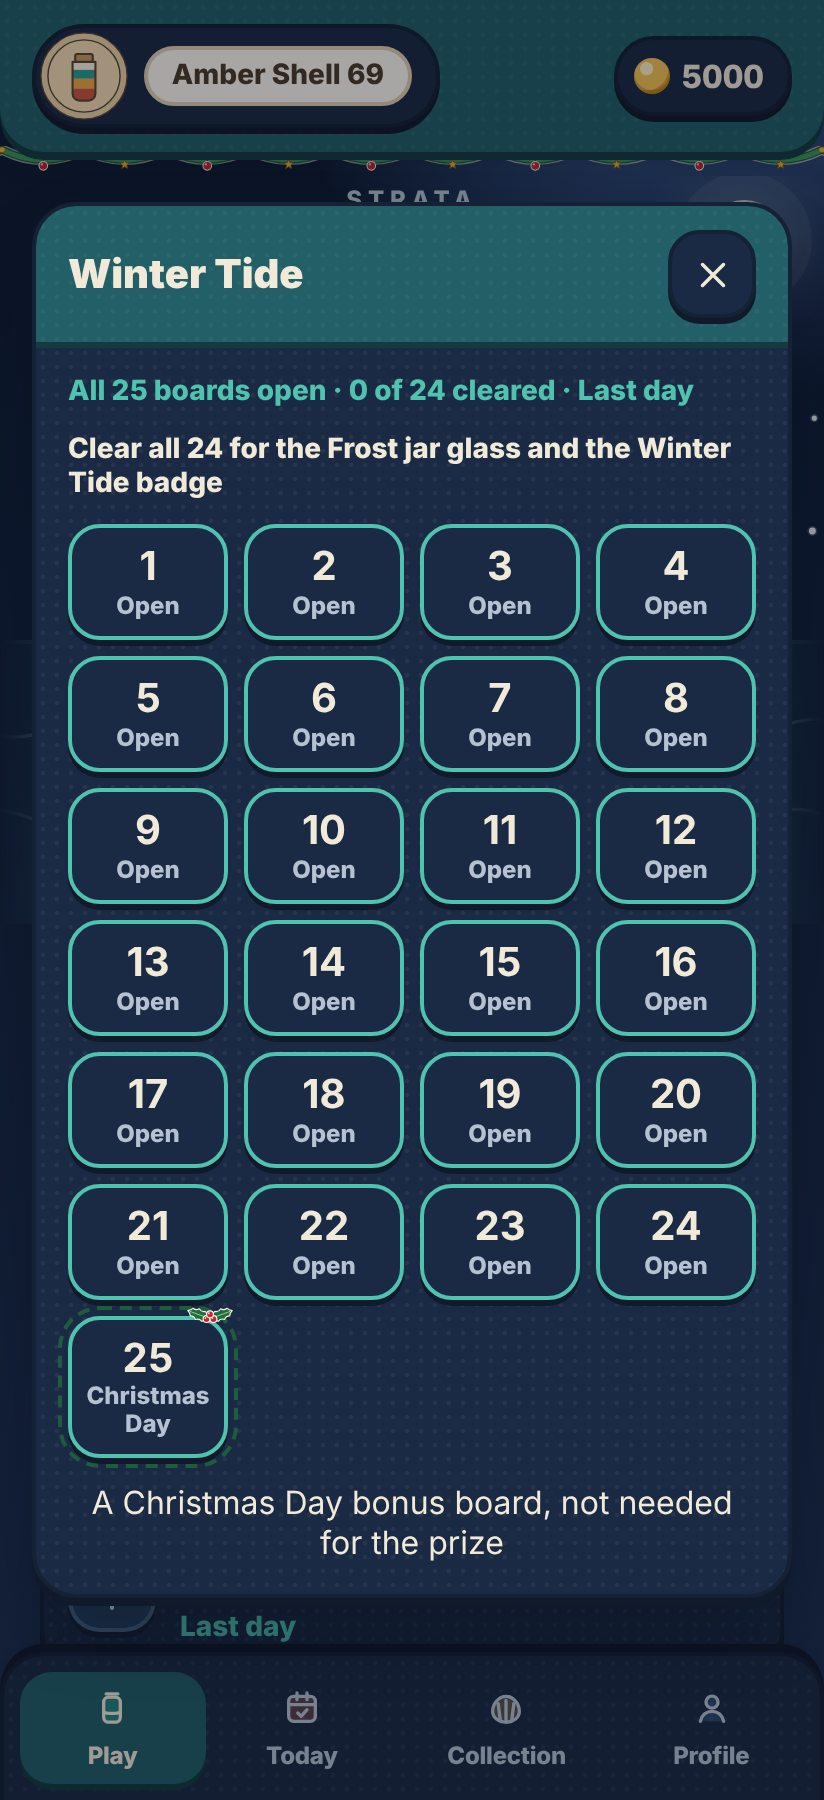 Amber Shell 69
5000
STRATA
Winter Tide
All 25 boards open · 0 of 24 cleared · Last day
Clear all 24 for the Frost jar glass and the Winter
Tide badge
1
Open
2
Open
3
Open
4
Open
5
Open
6
Open
7
Open
8
Open
9
Open
10
Open
11
Open
12
Open
13
Open
14
Open
15
Open
16
Open
17
Open
18
Open
19
Open
20
Open
21
Open
22
Open
23
Open
24
Open
25
Christmas
Day
A Christmas Day bonus board, not needed
for the prize
Last day
Play
Today
Collection
Profile